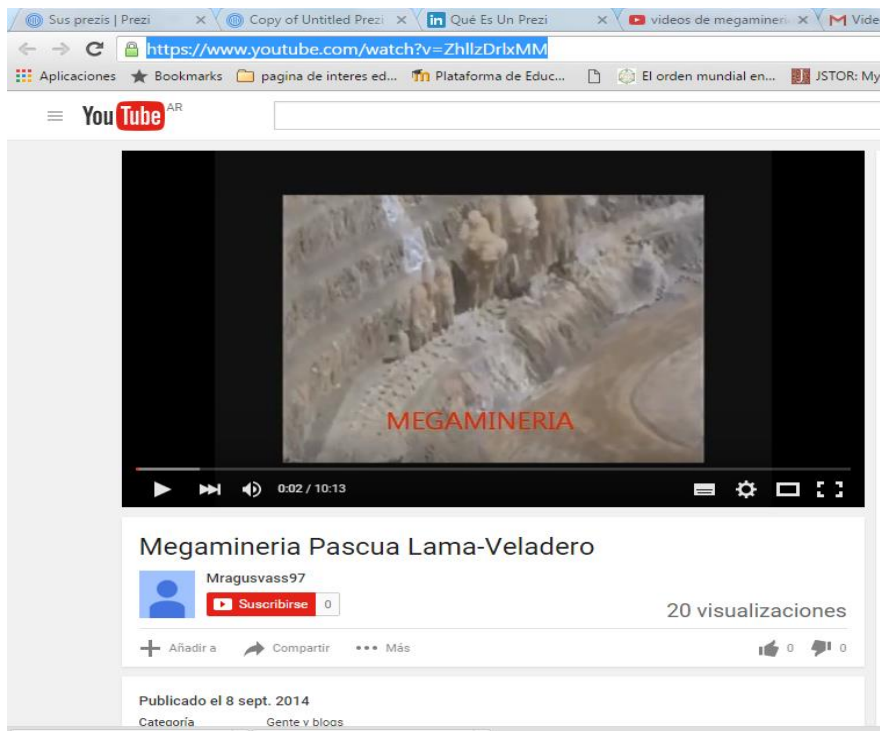 Sus prezis | Prezi
Copy of Untitled Prezi
in Qué Es Un Prezi
videos de megamineri
Vide
https://www.youtube.com/watch?v=ZhllzDrlxMM
Aplicaciones Bookmarks pagina de interes ed... Plataforma de Educ... El orden mundial en... JSTOR: My
YouTube AR
MEGAMINERIA
0:02 / 10:13
Megamineria Pascua Lama-Veladero
Mragusvass97
Suscribirse 0
20 visualizaciones
Añadir a Compartir Más 0 0
Publicado el 8 sept. 2014
Categoría Gente y blogs